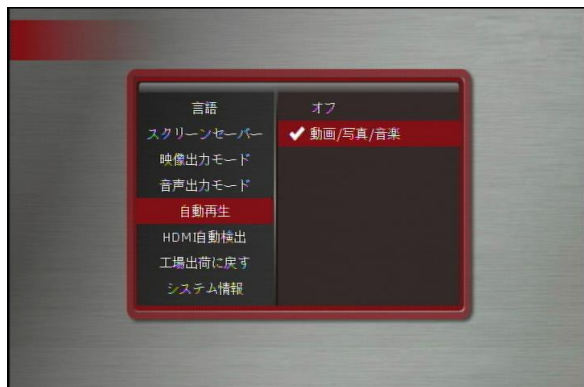 言語
スクリーンセーバー
映像出力モード
音声出力モード
自動再生
HDMI自動検出
工場出荷に戻す
システム情報
オフ
動画/写真/音楽